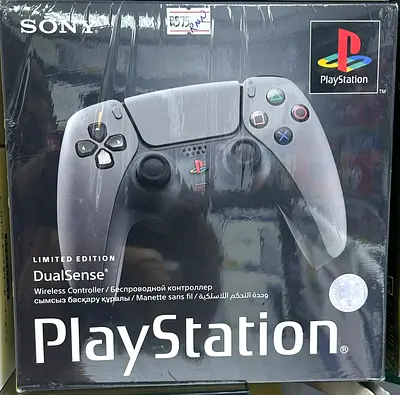 SONY
PlayStation
TM
LIMITED EDITION
DualSense
Wireless Controller / Беспроводной контроллер
сымсыз басқару құралы / Manette sans fil / وحدة التحكم اللاسلكية
PlayStation®